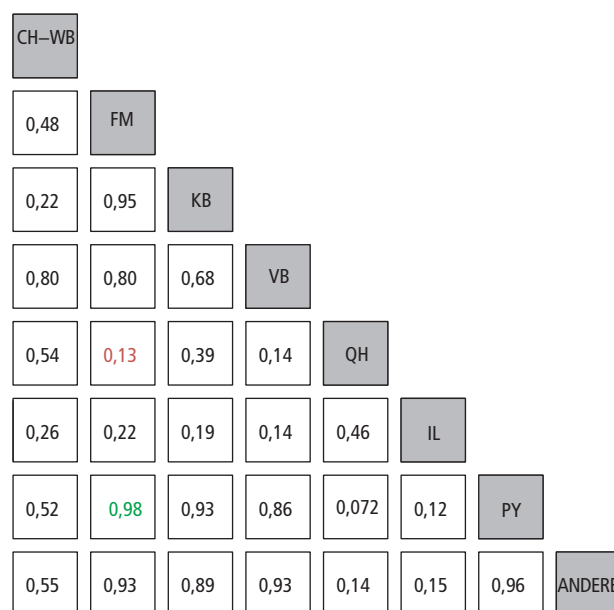 CH–WB
0,48 FM
0,22 0,95 KB
0,80 0,80 0,68 VB
0,54 0,13 0,39 0,14 QH
0,26 0,22 0,19 0,14 0,46 IL
0,52 0,98 0,93 0,86 0,072 0,12 PY
0,55 0,93 0,89 0,93 0,14 0,15 0,96 ANDERE